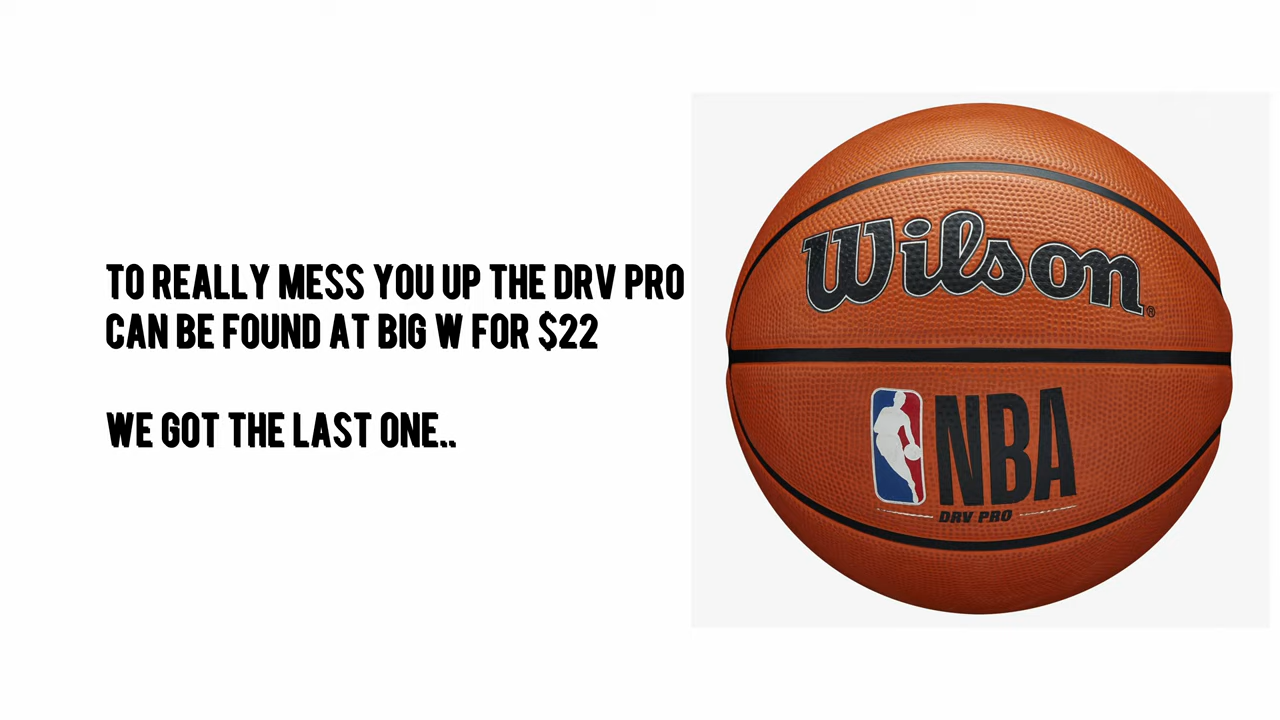 TO REALLY MESS YOU UP THE DRV PRO
CAN BE FOUND AT BIG W FOR $22
WE GOT THE LAST ONE..
Wilson®
NBA
DRV PRO